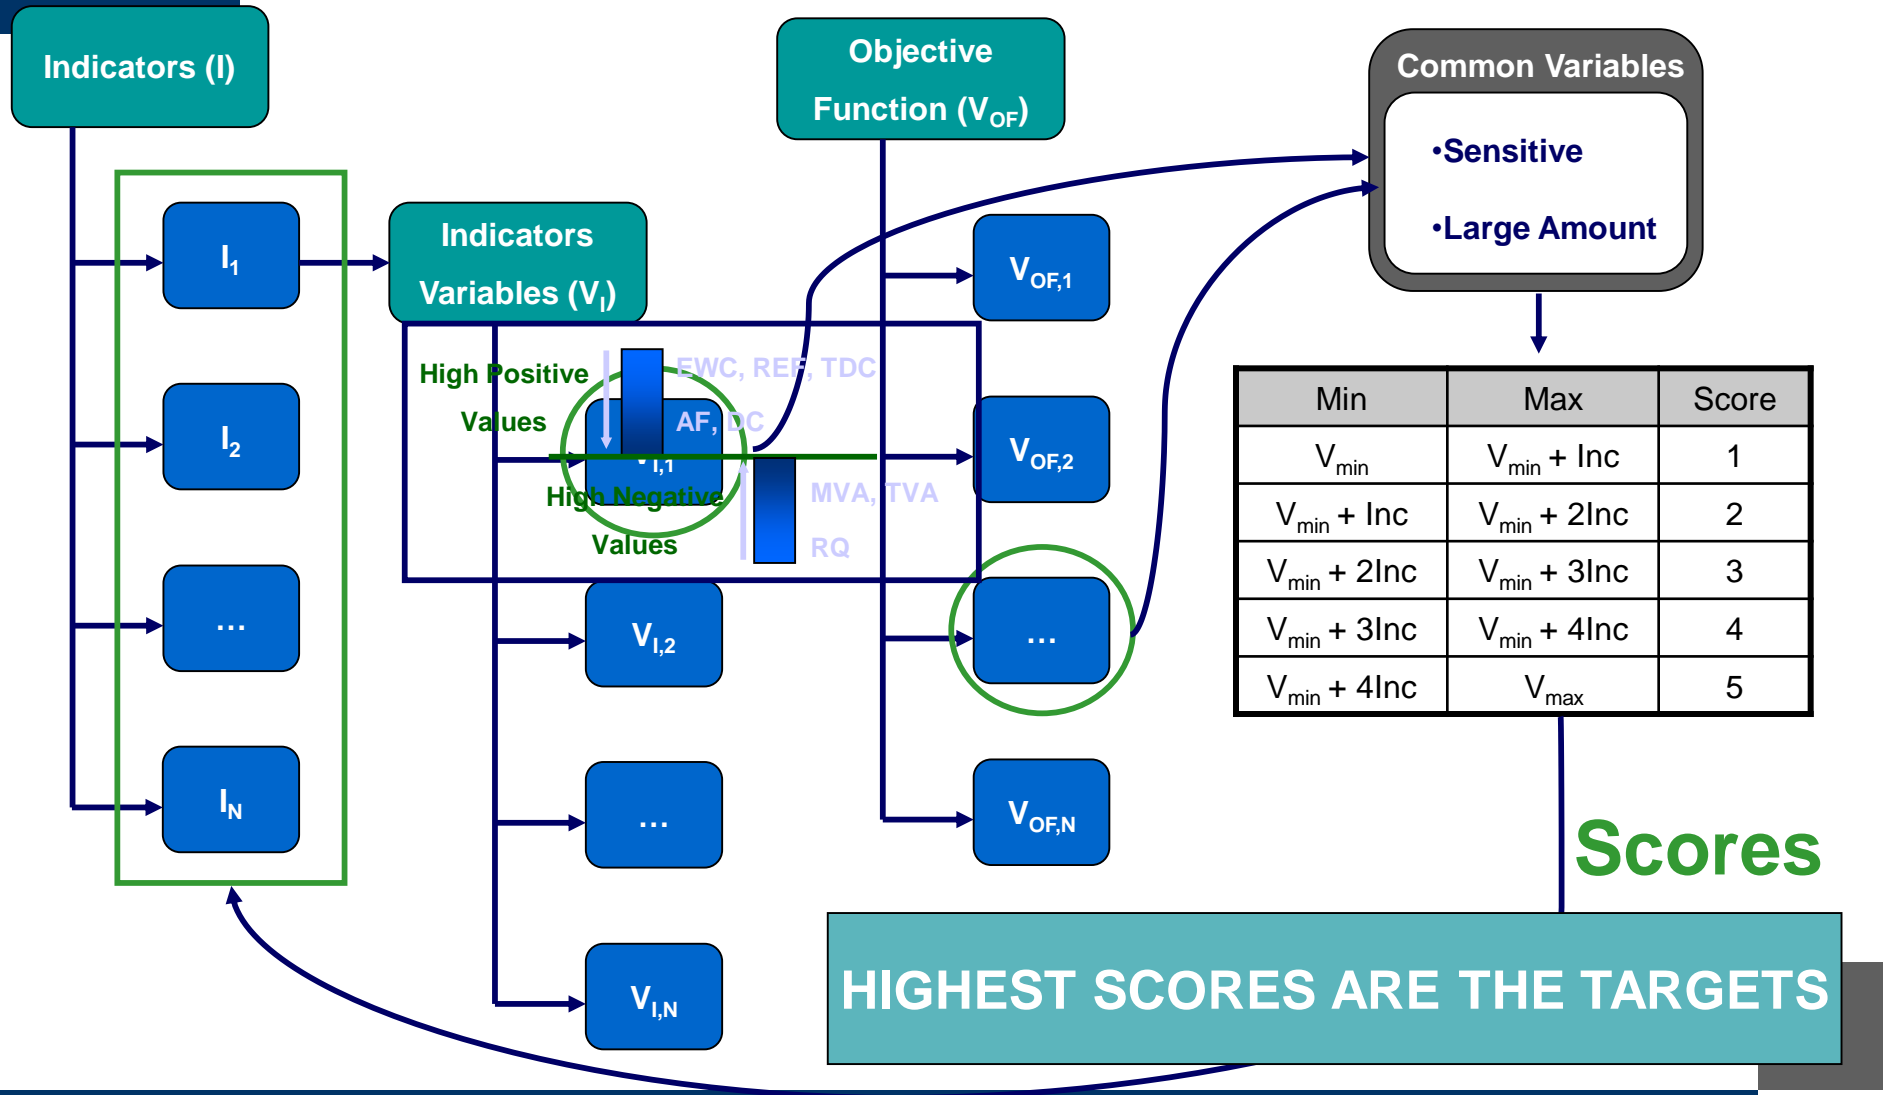 Indicators (I)
I1
I2
…
IN
Indicators
Variables (VI)
High Positive
Values
EWC, REF, TDC
AF, DC
VI,1
High Negative
Values
MVA, TVA
RQ
VI,2
…
VI,N
Objective
Function (VOF)
VOF,1
VOF,2
…
VOF,N
Common Variables
•Sensitive
•Large Amount
Min Max Score
Vmin Vmin + Inc 1
Vmin + Inc Vmin + 2Inc 2
Vmin + 2Inc Vmin + 3Inc 3
Vmin + 3Inc Vmin + 4Inc 4
Vmin + 4Inc Vmax 5
Scores
HIGHEST SCORES ARE THE TARGETS